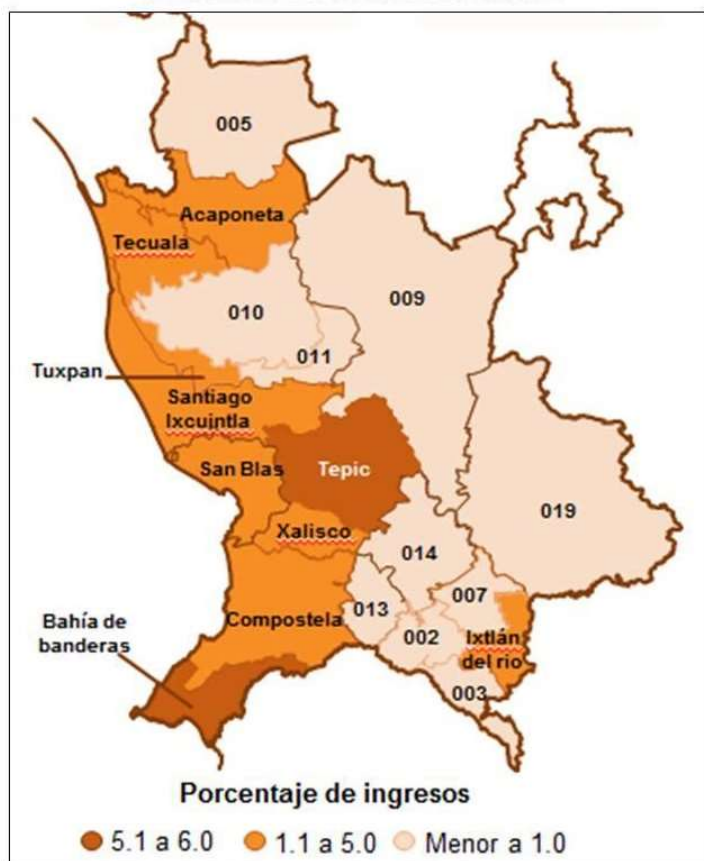 005
Acaponeta
Tecuala
009
010
011
Tuxpan
Santiago
Ixcuintla
San Blas
Tepic
019
Xalisco
014
007
013
Compostela
002
Ixtlán
del rio
003
Bahía de
banderas
Porcentaje de ingresos
5.1 a 6.0 1.1 a 5.0 Menor a 1.0